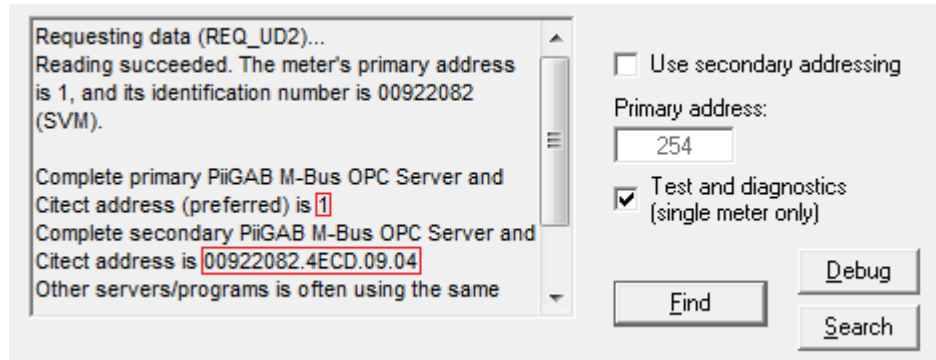 Requesting data (REQ_UD2)...
Reading succeeded. The meter's primary address
is 1, and its identification number is 00922082
(SVM).
Complete primary PiiGAB M-Bus OPC Server and
Citect address (preferred) is 1
Complete secondary PiiGAB M-Bus OPC Server and
Citect address is 00922082.4ECD.09.04
Other servers/programs is often using the same
Use secondary addressing
Primary address:
254
Test and diagnostics
(single meter only)
Find
Debug
Search